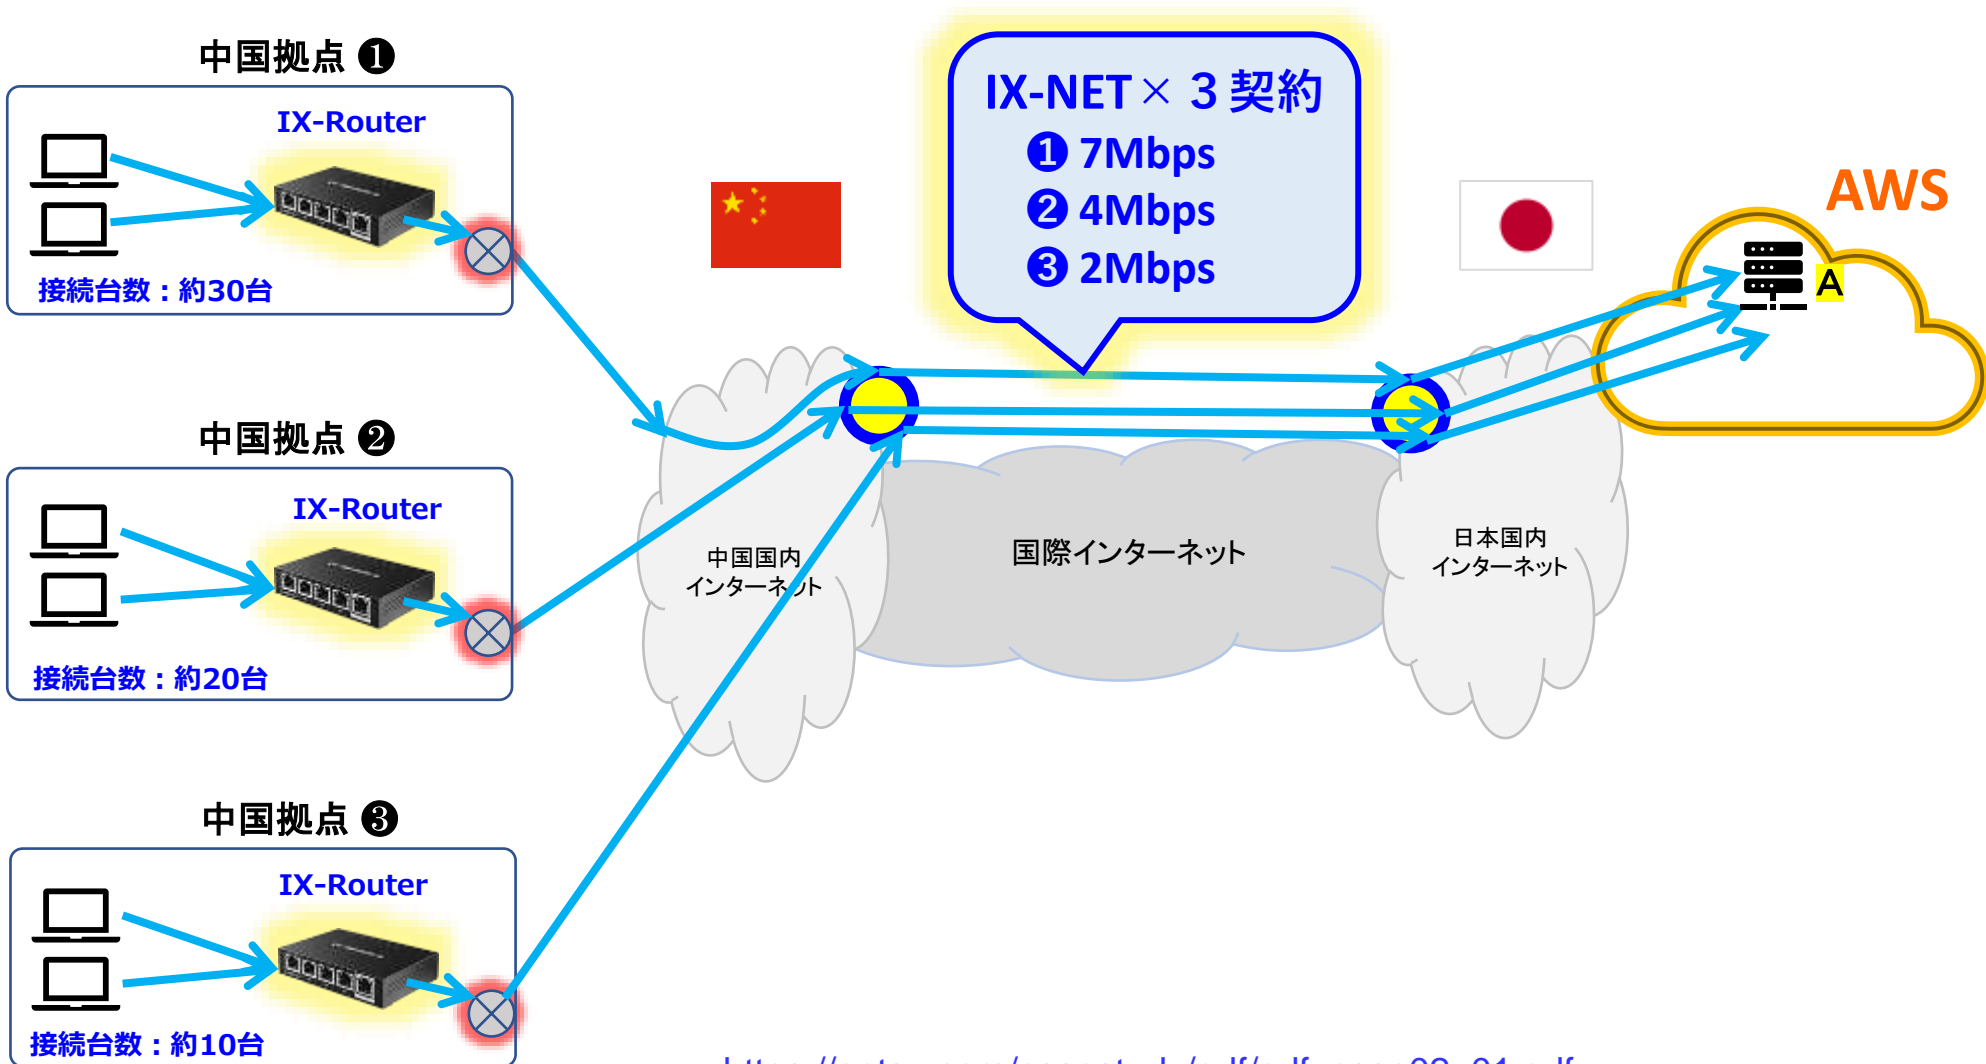 中国拠点 ❶
IX-Router
接続台数：約30台
中国拠点 ❷
IX-Router
接続台数：約20台
中国拠点 ❸
IX-Router
接続台数：約10台
IX-NET×３契約
❶ 7Mbps
❷ 4Mbps
❸ 2Mbps
AWS
A
中国国内
インターネット
国際インターネット
日本国内
インターネット